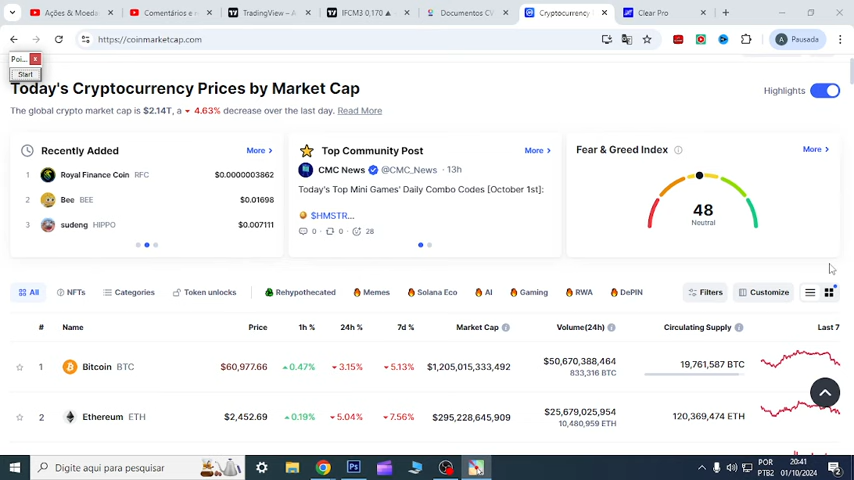 Ações & Moed
Comentários e r
TradingView – A
IFCM3 0,170 ▲
Documentos CV
Cryptocurrency
Clear Pro
https://coinmarketcap.com
A Pausada
Poi...
Start
Today's Cryptocurrency Prices by Market Cap
Highlights
The global crypto market cap is $2.14T, a 4.63% decrease over the last day. Read More
Recently Added More >
1 Royal Finance Coin RFC $0.0000003862
2 Bee BEE $0.01698
3 sudeng HIPPO $0.007111
Top Community Post More >
CMC News @CMC_News · 13h
Today's Top Mini Games' Daily Combo Codes [October 1st]:
$HMSTR...
0 0 28
Fear & Greed Index More >
48
Neutral
All NFTs Categories Token unlocks Rehypothecated Memes Solana Eco AI Gaming RWA DePIN Filters Customize
# Name Price 1h % 24h % 7d % Market Cap Volume(24h) Circulating Supply Last 7
1 Bitcoin BTC $60,977.66 0.47% 3.15% 5.13% $1,205,015,333,492 $50,670,388,464 19,761,587 BTC
833,316 BTC
2 Ethereum ETH $2,452.69 0.19% 5.04% 7.56% $295,228,645,909 $25,679,025,954 120,369,474 ETH
10,480,959 ETH
Digite aqui para pesquisar
Ps
POR
PTB2
20:41
01/10/2024
2